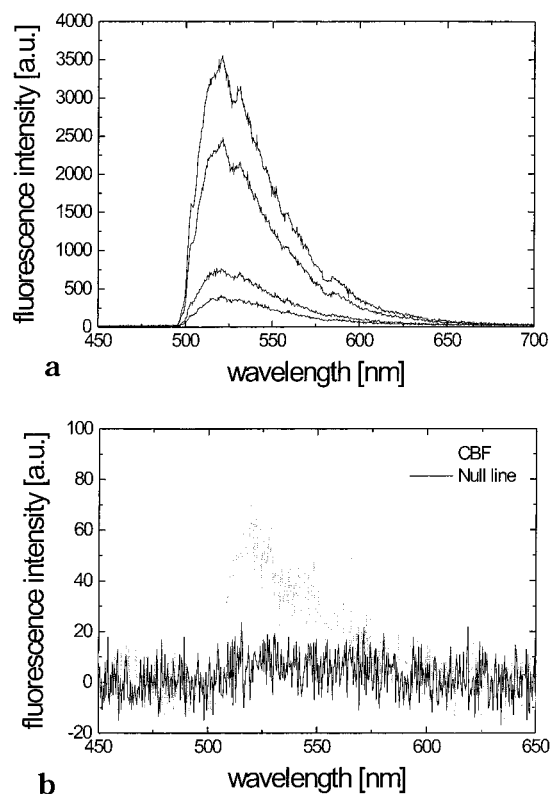 4000
3500
3000
2500
2000
1500
1000
500
0
450 500 550 600 650 700
fluorescence intensity [a.u.]
wavelength [nm]
a
100
80
60
40
20
0
-20
450 500 550 600 650
fluorescence intensity [a.u.]
CBF
Null line
wavelength [nm]
b